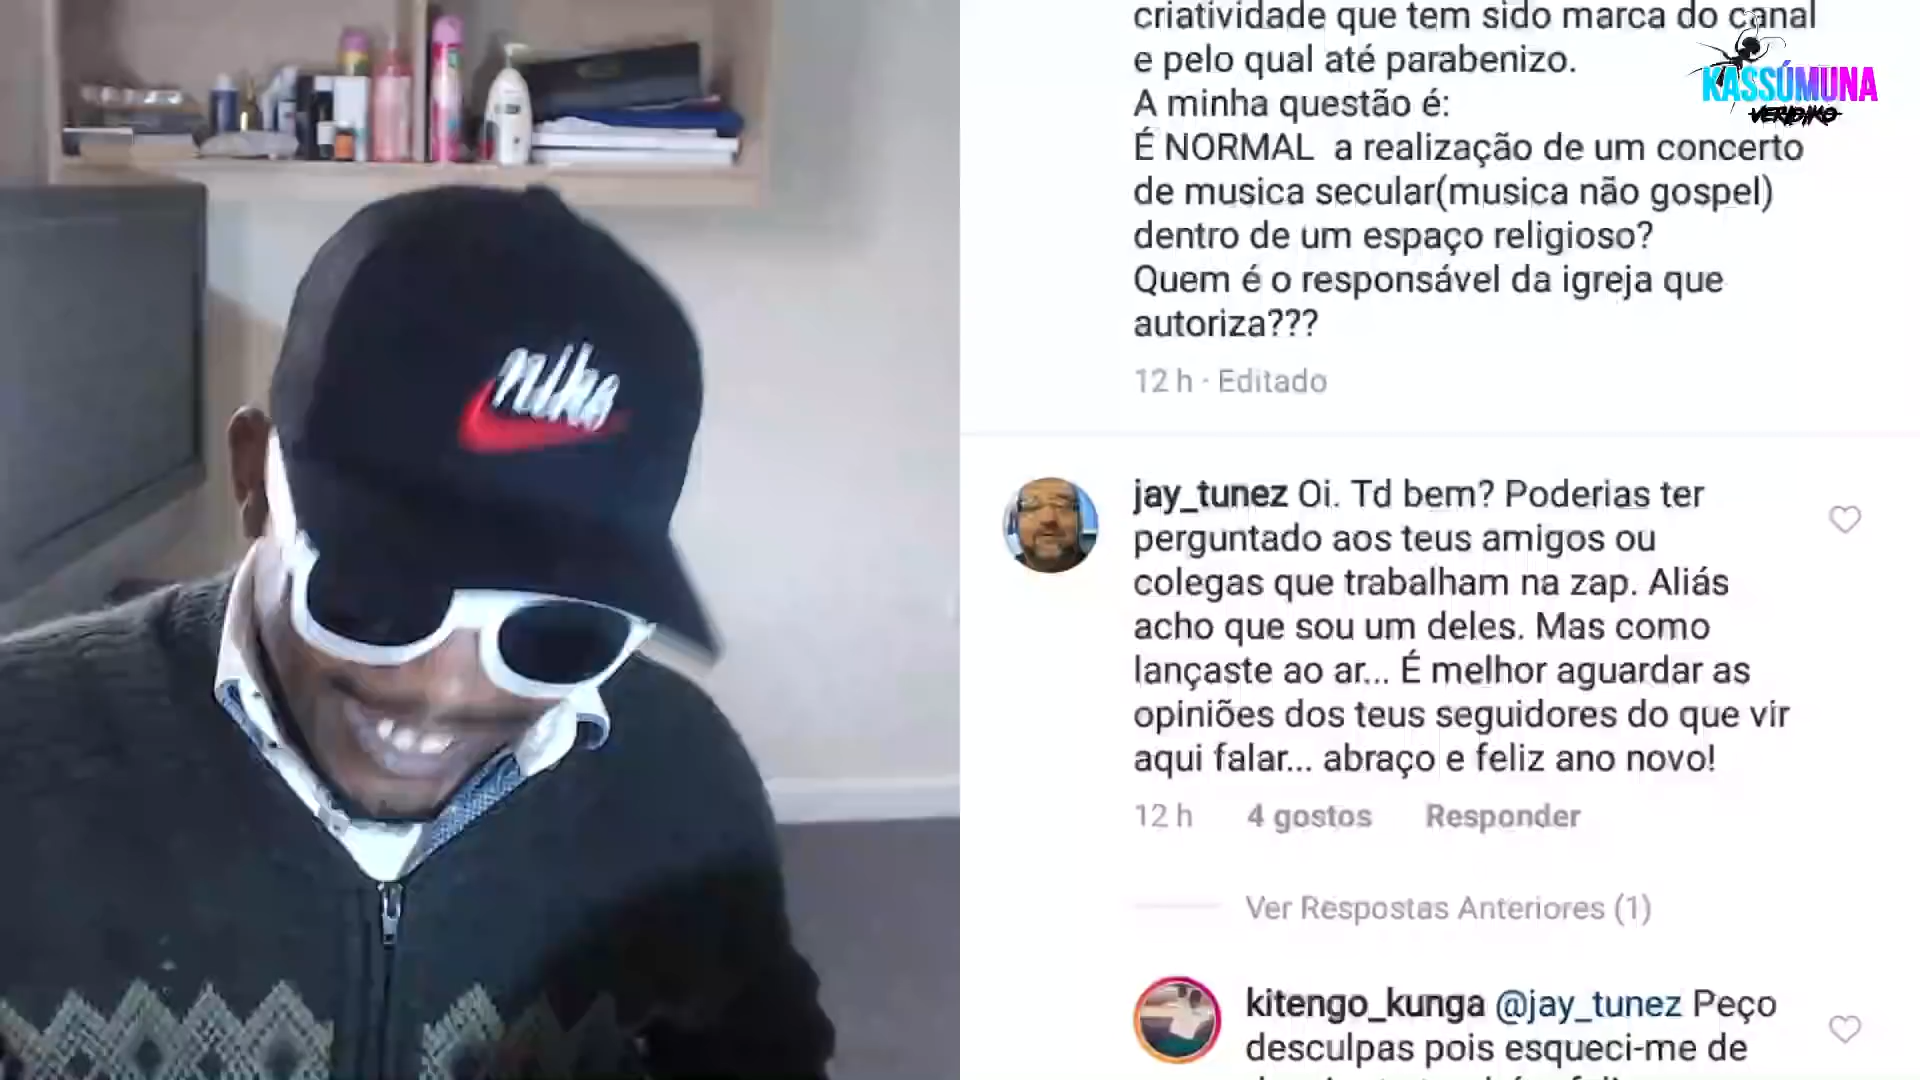 criatividade que tem sido marca do canal
e pelo qual até parabenizo.
A minha questão é:
É NORMAL a realização de um concerto
de musica secular(musica não gospel)
dentro de um espaço religioso?
Quem é o responsável da igreja que
autoriza???
12 h · Editado
KASSÚMUNA
VERIDIKO
nike
jay_tunez Oi. Td bem? Poderias ter
perguntado aos teus amigos ou
colegas que trabalham na zap. Aliás
acho que sou um deles. Mas como
lançaste ao ar... É melhor aguardar as
opiniões dos teus seguidores do que vir
aqui falar... abraço e feliz ano novo!
12 h 4 gostos Responder
Ver Respostas Anteriores (1)
kitengo_kunga @jay_tunez Peço
desculpas pois esqueci-me de